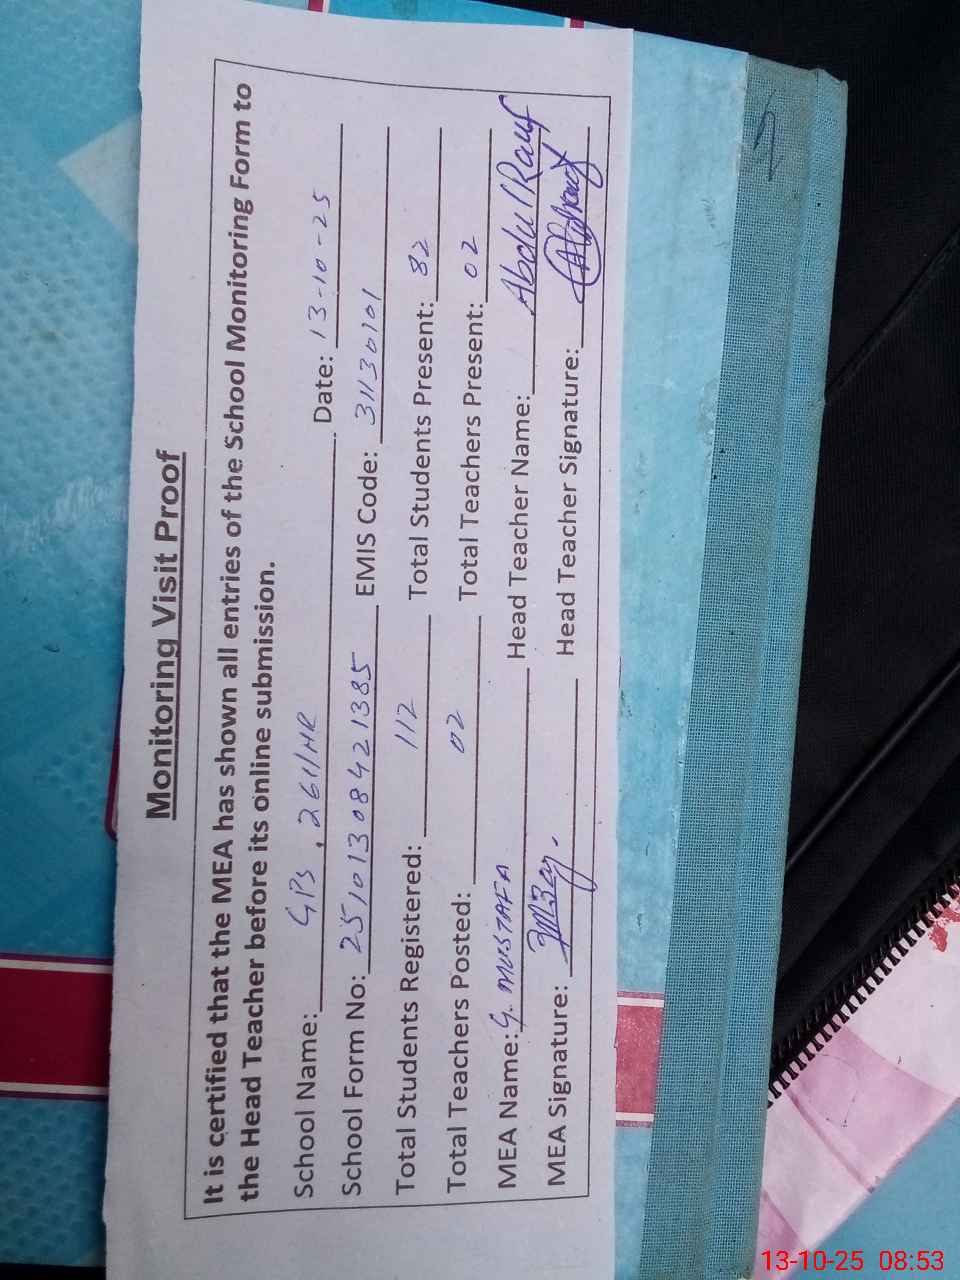 Monitoring Visit Proof
It is certified that the MEA has shown all entries of the School Monitoring Form to
the Head Teacher before its online submission.
School Name: GPS, 261/HR Date: 13-10-25
School Form No: 2510130842 1385 EMIS Code: 31130101
Total Students Registered: 112 Total Students Present: 82
Total Teachers Posted: 02 Total Teachers Present: 02
MEA Name: G. MUSTAFA Head Teacher Name: Abdul Rauf
MEA Signature: Head Teacher Signature:
13-10-25 08:53